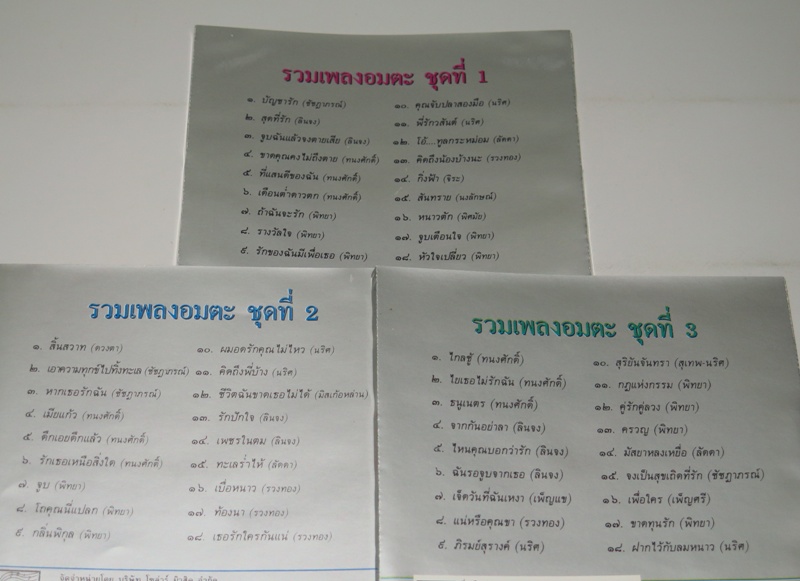 รวมเพลงอมตะ ชุดที่ 1
๑. บัญชารัก (ชัชฎาภรณ์)
๒. สุดที่รัก (ลินจง)
๓. จูบฉันแล้วจงตายเสีย (ลินจง)
๔. ขาดคุณคงไม่ถึงตาย (ทนงศักดิ์)
๕. ที่แสนดีของฉัน (ทนงศักดิ์)
๖. เดือนต่ำดาวตก (ทนงศักดิ์)
๗. ถ้าฉันจะรัก (พิทยา)
๘. รางวัลใจ (พิทยา)
๙. รักของฉันมีเพื่อเธอ (พิทยา)
๑๐. คุณจับปลาสองมือ (นริศ)
๑๑. พี่รักวสันต์ (นริศ)
๑๒. โอ้...ทูลกระหม่อม (ลัดดา)
๑๓. คิดถึงน้องบ้างนะ (รวงทอง)
๑๔. กิ่งฟ้า (จิระ)
๑๕. สันทราย (นงลักษณ์)
๑๖. หนาวตัก (พิศมัย)
๑๗. จูบเตือนใจ (พิทยา)
๑๘. หัวใจเปลี่ยว (พิทยา)
รวมเพลงอมตะ ชุดที่ 2
๑. สิ้นสวาท (ดวงตา)
๒. เอาความทุกข์ไปทิ้งทะเล (ชัชฎาภรณ์)
๓. หากเธอรักฉัน (ชัชฎาภรณ์)
๔. เมียแก้ว (ทนงศักดิ์)
๕. ดึกเอยดึกแล้ว (ทนงศักดิ์)
๖. รักเธอเหนือสิ่งใด (ทนงศักดิ์)
๗. จูบ (พิทยา)
๘. โถคุณนี่แปลก (พิทยา)
๙. กลิ่นพิกุล (พิทยา)
๑๐. ผมอดรักคุณไม่ไหว (นริศ)
๑๑. คิดถึงพี่บ้าง (นริศ)
๑๒. ชีวิตฉันขาดเธอไม่ได้ (มีสเก้อหล่าน)
๑๓. รักปักใจ (ลินจง)
๑๔. เพชรในตม (ลินจง)
๑๕. ทะเลร่ำไห้ (ลัดดา)
๑๖. เบื่อหนาว (รวงทอง)
๑๗. ท้องนา (รวงทอง)
๑๘. เธอรักใครกันแน่ (รวงทอง)
รวมเพลงอมตะ ชุดที่ 3
๑. ไกลชู้ (ทนงศักดิ์)
๒. ใยเธอไม่รักฉัน (ทนงศักดิ์)
๓. ธนูเนตร (ทนงศักดิ์)
๔. จากกันอย่าลา (ลินจง)
๕. ไหนคุณบอกว่ารัก (ลินจง)
๖. ฉันรอจูบจากเธอ (ลินจง)
๗. เจ็ดวันที่ฉันเหงา (เพ็ญแข)
๘. แน่หรือคุณขา (รวงทอง)
๙. ภิรมย์สุรางค์ (นริศ)
๑๐. สุริยันจันทรา (สุเทพ-นริศ)
๑๑. กฎแห่งกรรม (พิทยา)
๑๒. คู่รักคู่ลวง (พิทยา)
๑๓. ครวญ (พิทยา)
๑๔. มัสยาหลงเหยื่อ (ลัดดา)
๑๕. จงเป็นสุขเถิดที่รัก (ชัชฎาภรณ์)
๑๖. เพื่อใคร (เพ็ญศรี)
๑๗. ขาดทุนรัก (พิทยา)
๑๘. ฝากไว้กับลมหนาว (นริศ)